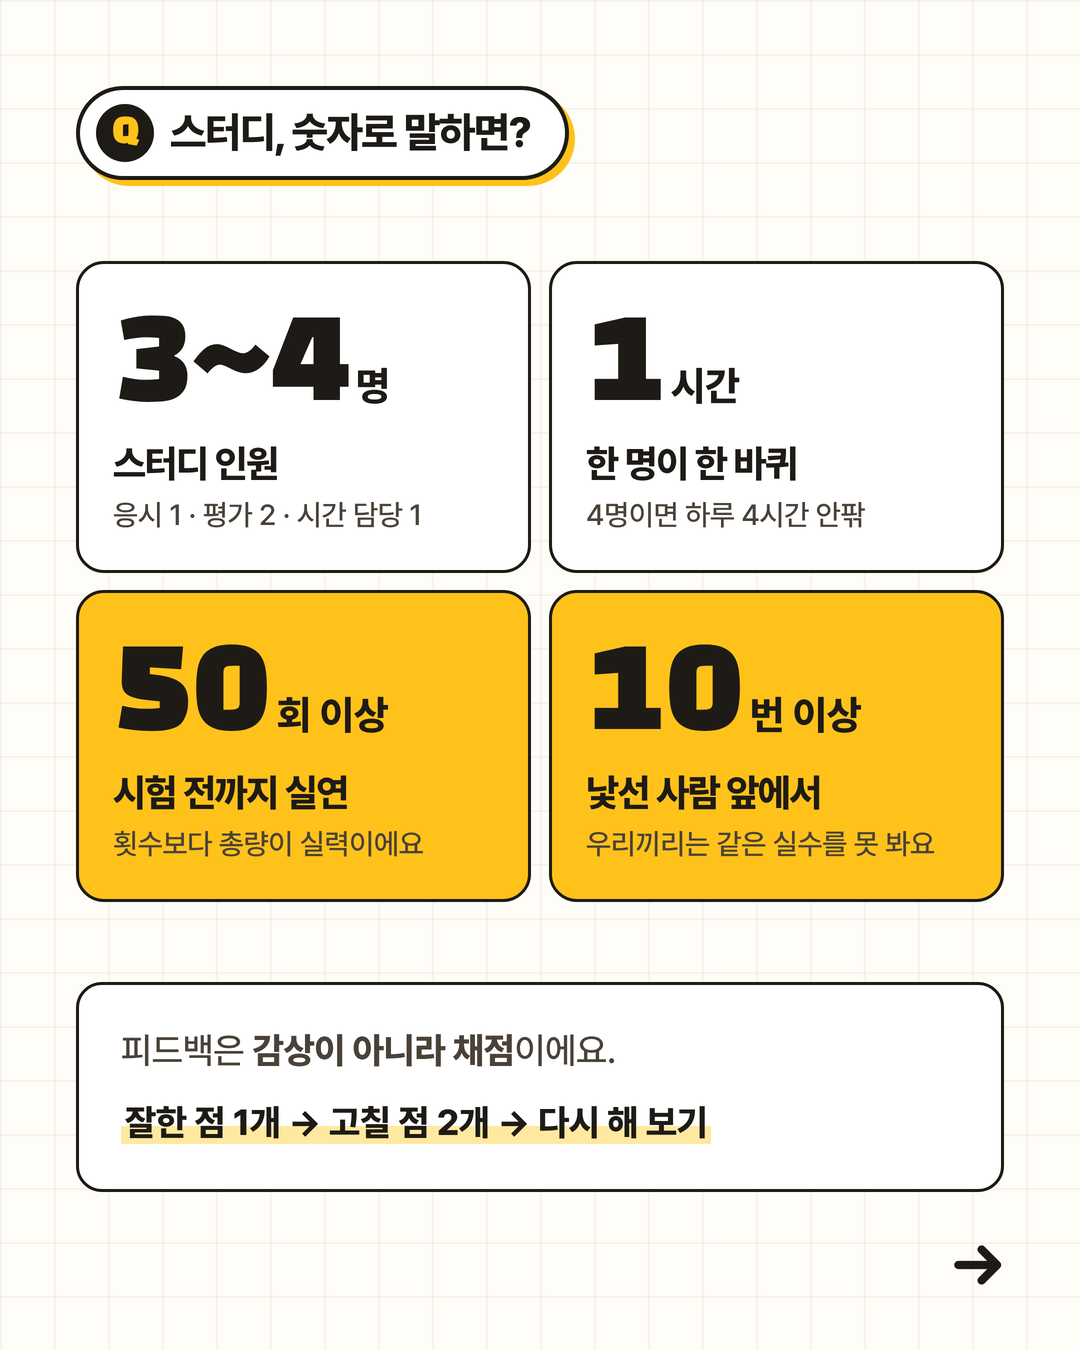 Q 스터디, 숫자로 말하면?
3~4명
스터디 인원
응시 1 · 평가 2 · 시간 담당 1
1시간
한 명이 한 바퀴
4명이면 하루 4시간 안팎
50회 이상
시험 전까지 실연
횟수보다 총량이 실력이에요
10번 이상
낯선 사람 앞에서
우리끼리는 같은 실수를 못 봐요
피드백은 감상이 아니라 채점이에요.
잘한 점 1개 → 고칠 점 2개 → 다시 해 보기
→